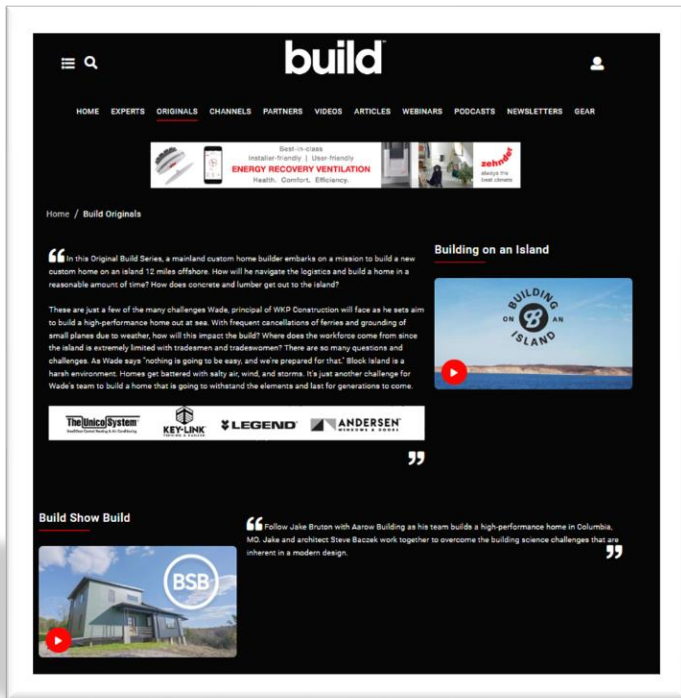 build
HOME EXPERTS ORIGINALS CHANNELS PARTNERS VIDEOS ARTICLES WEBINARS PODCASTS NEWSLETTERS GEAR
Best-in-class
Installer-friendly | User-friendly
ENERGY RECOVERY VENTILATION
Health. Comfort. Efficiency.
zehnder
always the
best climate
Home / Build Originals
“In this Original Build Series, a mainland custom home builder embarks on a mission to build a new
custom home on an island 12 miles offshore. How will he navigate the logistics and build a home in a
reasonable amount of time? How does concrete and lumber get out to the island?
These are just a few of the many challenges Wade, principal of WKP Construction will face as he sets aim
to build a high-performance home out at sea. With frequent cancellations of ferries and grounding of
small planes due to weather, how will this impact the build? Where does the workforce come from since
the island is extremely limited with tradesmen and tradeswomen? There are so many questions and
challenges. As Wade says "nothing is going to be easy, and we're prepared for that." Block Island is a
harsh environment. Homes get battered with salty air, wind, and storms. It's just another challenge for
Wade's team to build a home that is going to withstand the elements and last for generations to come.
The Unico System
KEY-LINK
LEGEND
ANDERSEN
WINDOWS & DOORS
”
Building on an Island
BUILDING
ON B AN
ISLAND
Build Show Build
BSB
“Follow Jake Bruton with Aarow Building as his team builds a high-performance home in Columbia,
MO. Jake and architect Steve Baczek work together to overcome the building science challenges that are
inherent in a modern design. ”